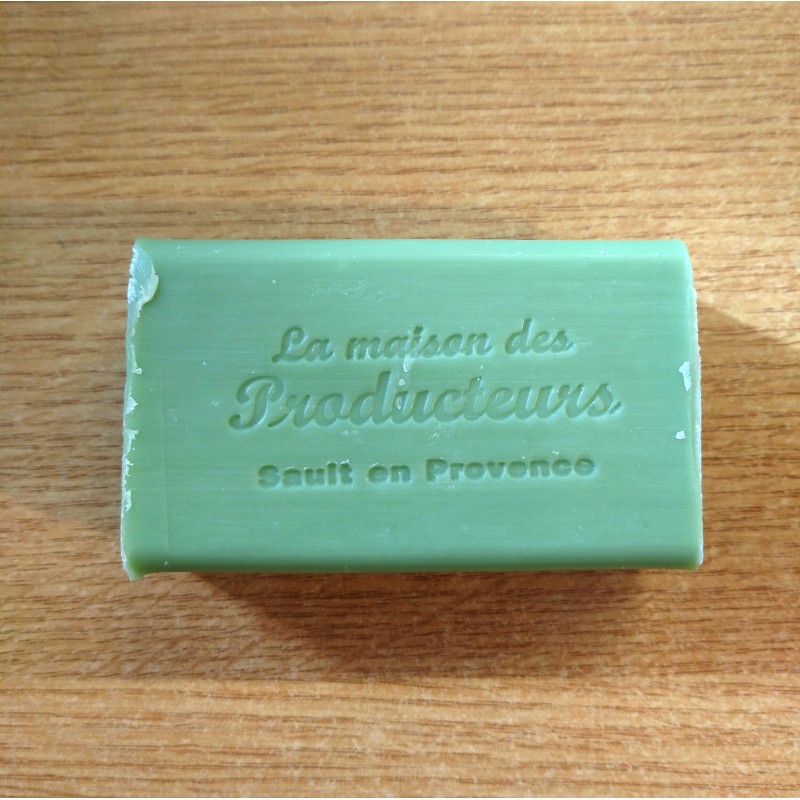 La maison des
Producteurs
Sault en Provence